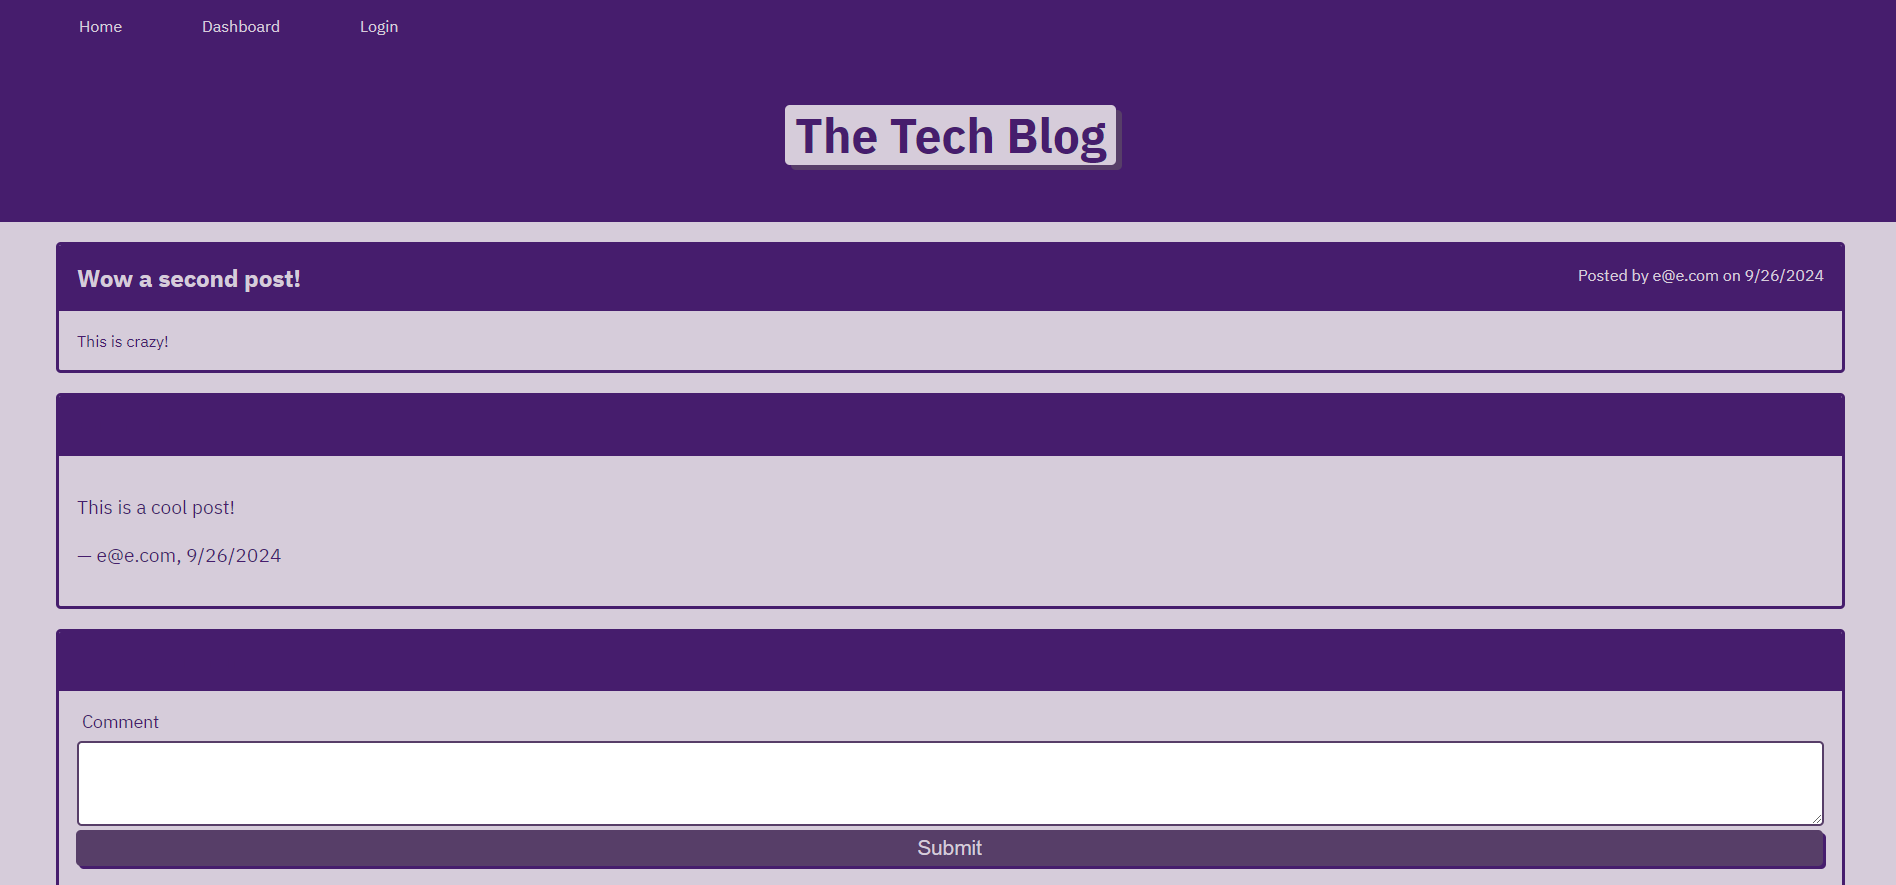 Home Dashboard Login
The Tech Blog
Wow a second post! Posted by e@e.com on 9/26/2024
This is crazy!
This is a cool post!
— e@e.com, 9/26/2024
Comment
Submit